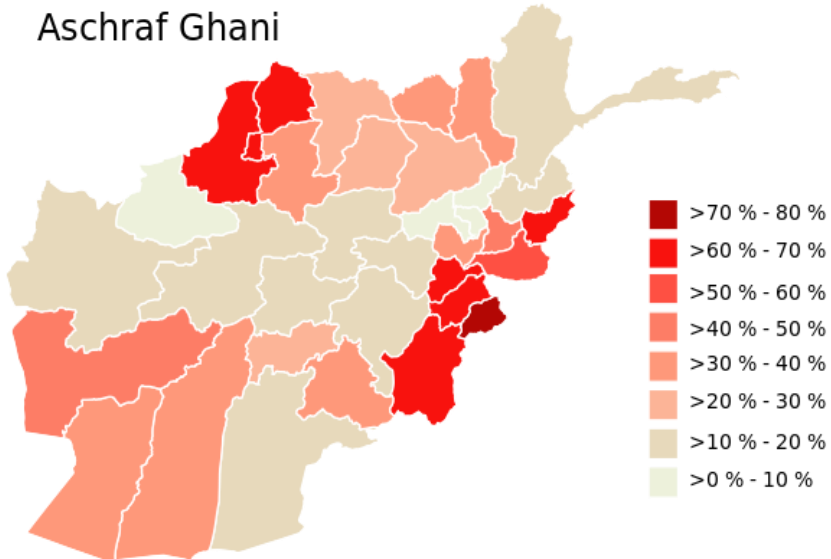 Aschraf Ghani
>70 % - 80 %
>60 % - 70 %
>50 % - 60 %
>40 % - 50 %
>30 % - 40 %
>20 % - 30 %
>10 % - 20 %
>0 % - 10 %